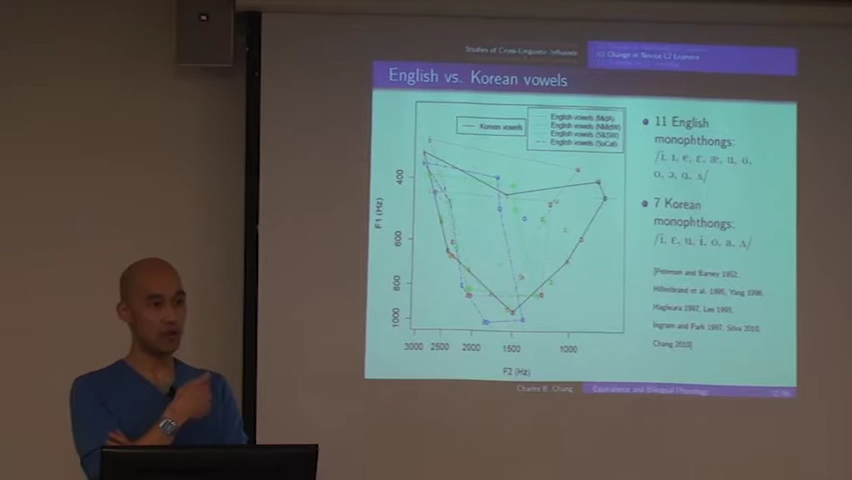 Studies of Cross-Linguistic Influence
Change in Novice L2 Learners
English vs. Korean vowels
Korean vowels
English vowels (MidA)
English vowels (NMidW)
English vowels (S&SW)
English vowels (SoCal)
400
600
800
1000
F1 (Hz)
3000 2500 2000 1500 1000
F2 (Hz)
11 English
monophthongs:
7 Korean
monophthongs:
[Peterson and Barney 1952,
Hillenbrand et al. 1995, Yang 1996,
Hagiwara 1997, Lee 1993,
Ingram and Park 1997, Silva 2010,
Chang 2010]
Charles B. Chang
Equivalence and Bilingual Phonology